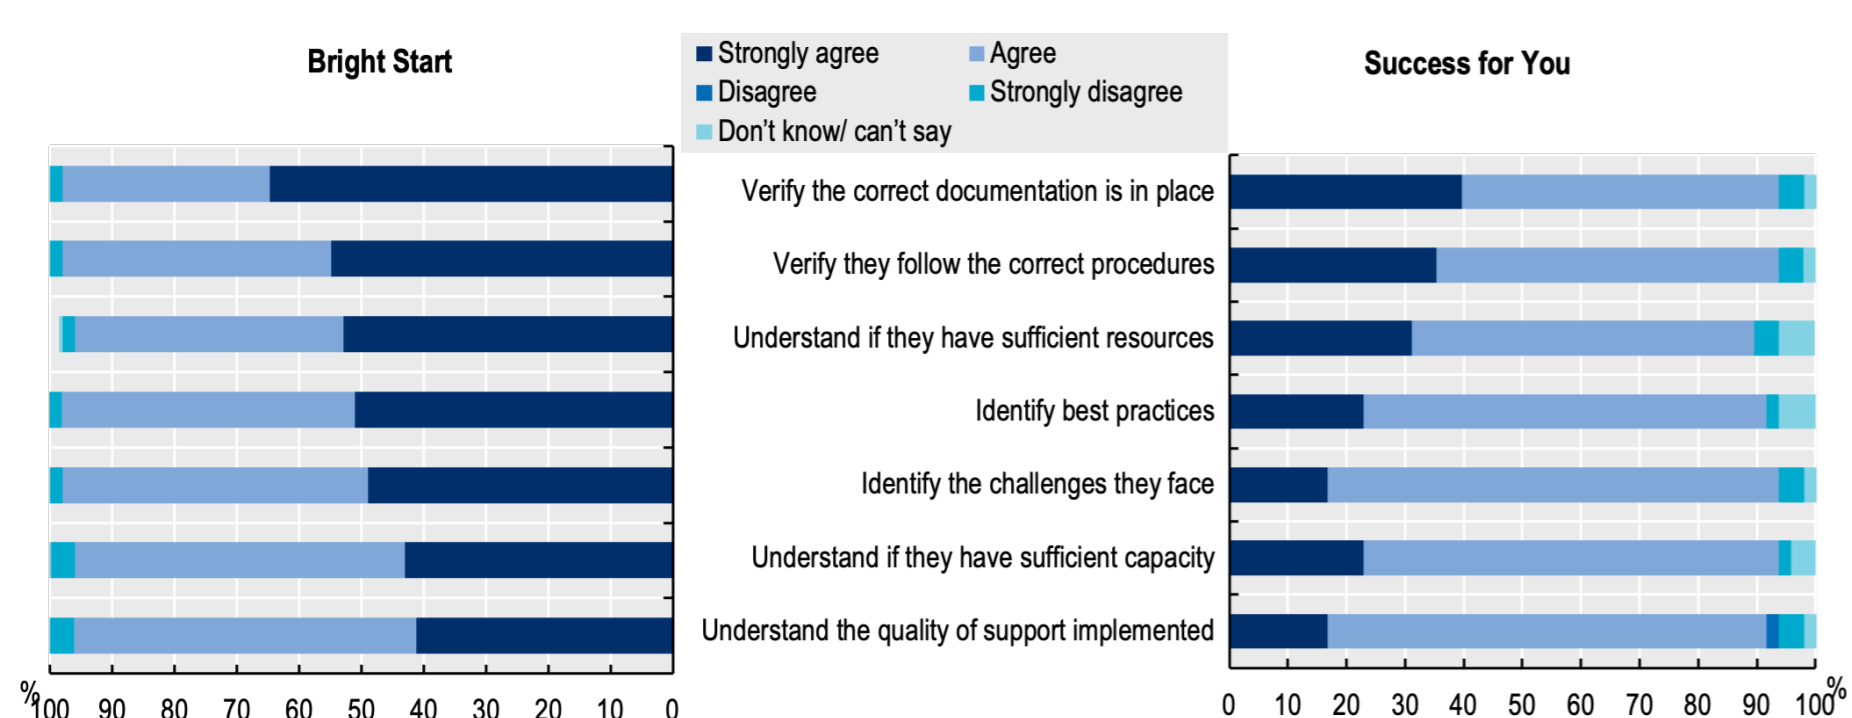 Bright Start
Strongly agree
Agree
Disagree
Strongly disagree
Don't know/ can't say
Success for You
Verify the correct documentation is in place
Verify they follow the correct procedures
Understand if they have sufficient resources
Identify best practices
Identify the challenges they face
Understand if they have sufficient capacity
Understand the quality of support implemented
%
100 90 80 70 60 50 40 30 20 10 0
0 10 20 30 40 50 60 70 80 90 100
%